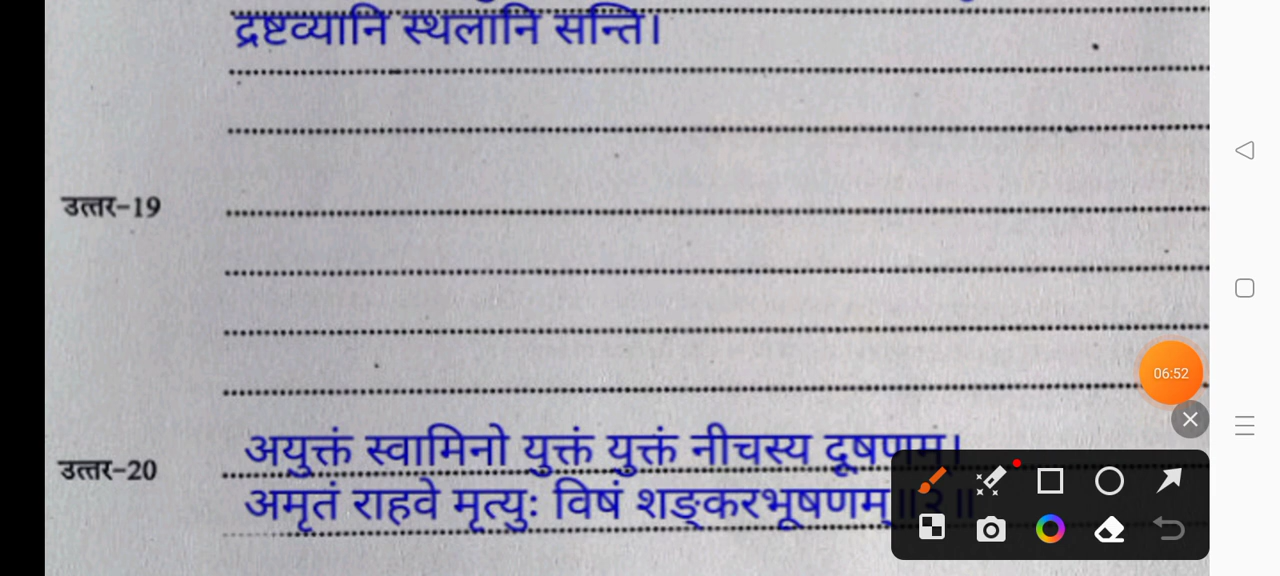 द्रष्टव्यानि स्थलानि सन्ति।
उत्तर-19
06:52
उत्तर-20
अयुक्तं स्वामिनो युक्तं युक्तं नीचस्य दूषणम्।
अमृतं राहवे मृत्युः विषं शङ्करभूषणम्॥२॥